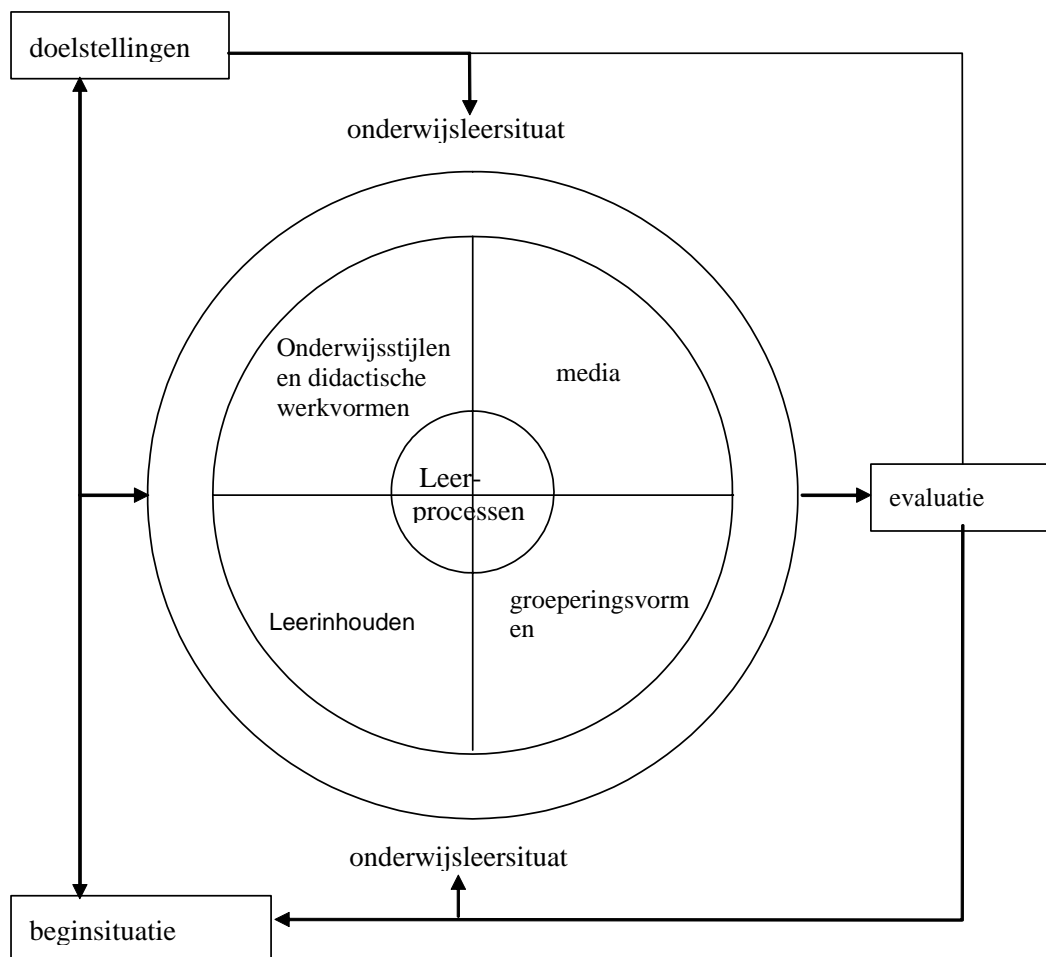 doelstellingen
onderwijsleersituat
Onderwijsstijlen
en didactische
werkvormen
media
Leer-
processen
evaluatie
Leerinhouden
groeperingsvorm
en
onderwijsleersituat
beginsituatie